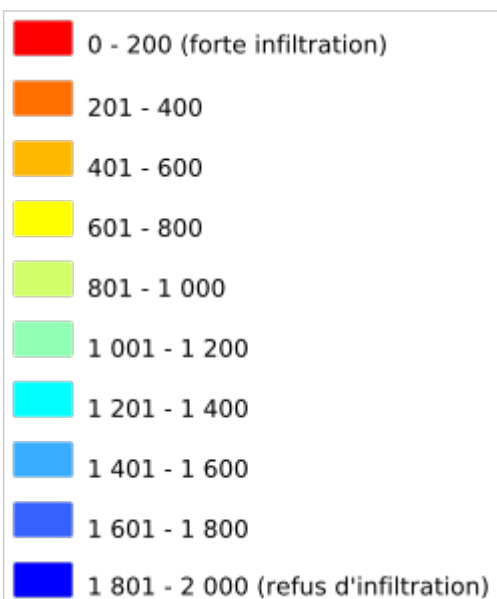 0 - 200 (forte infiltration)
201 - 400
401 - 600
601 - 800
801 - 1 000
1 001 - 1 200
1 201 - 1 400
1 401 - 1 600
1 601 - 1 800
1 801 - 2 000 (refus d'infiltration)